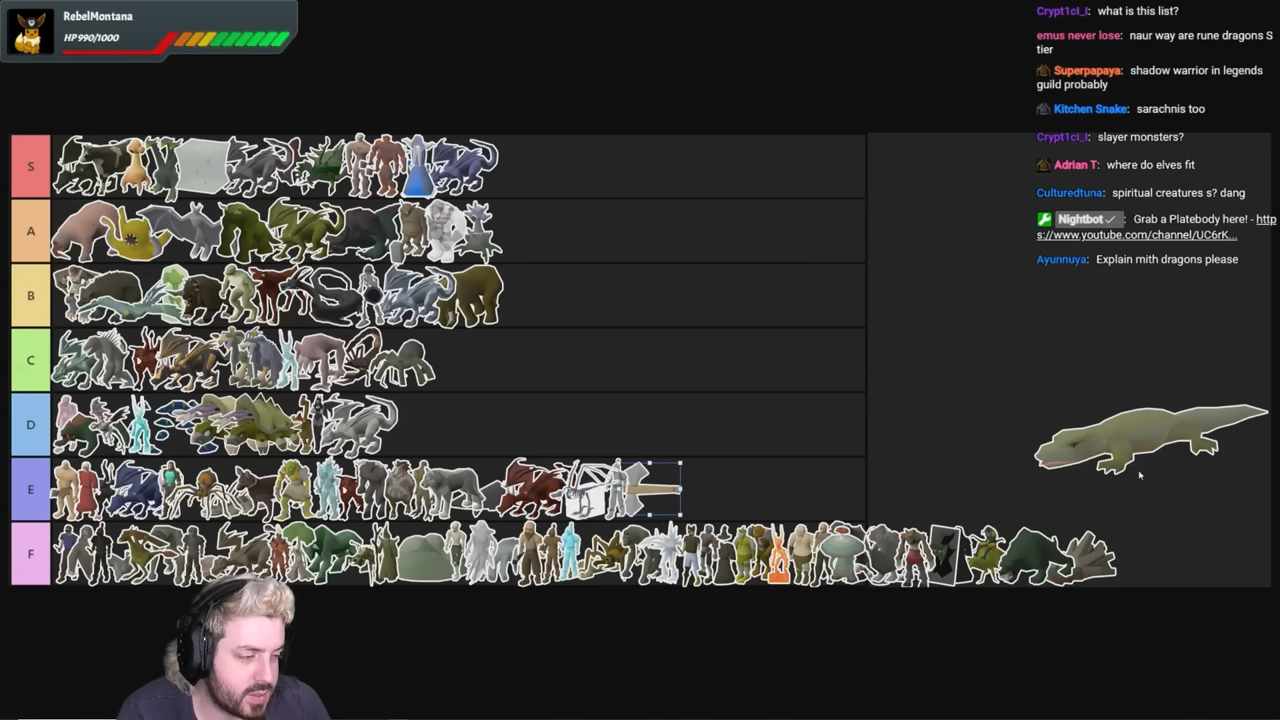 RebelMontana
HP 990/1000
S
A
B
C
D
E
F
Crypt1cl_l: what is this list?
emus never lose: naur way are rune dragons S
tier
Superpapaya: shadow warrior in legends
guild probably
Kitchen Snake: sarachnis too
Crypt1cl_l: slayer monsters?
Adrian T: where do elves fit
Culturedtuna: spiritual creatures s? dang
Nightbot ✓: Grab a Platebody here! - http
s://www.youtube.com/channel/UC6rK...
Ayunnuya: Explain mith dragons please